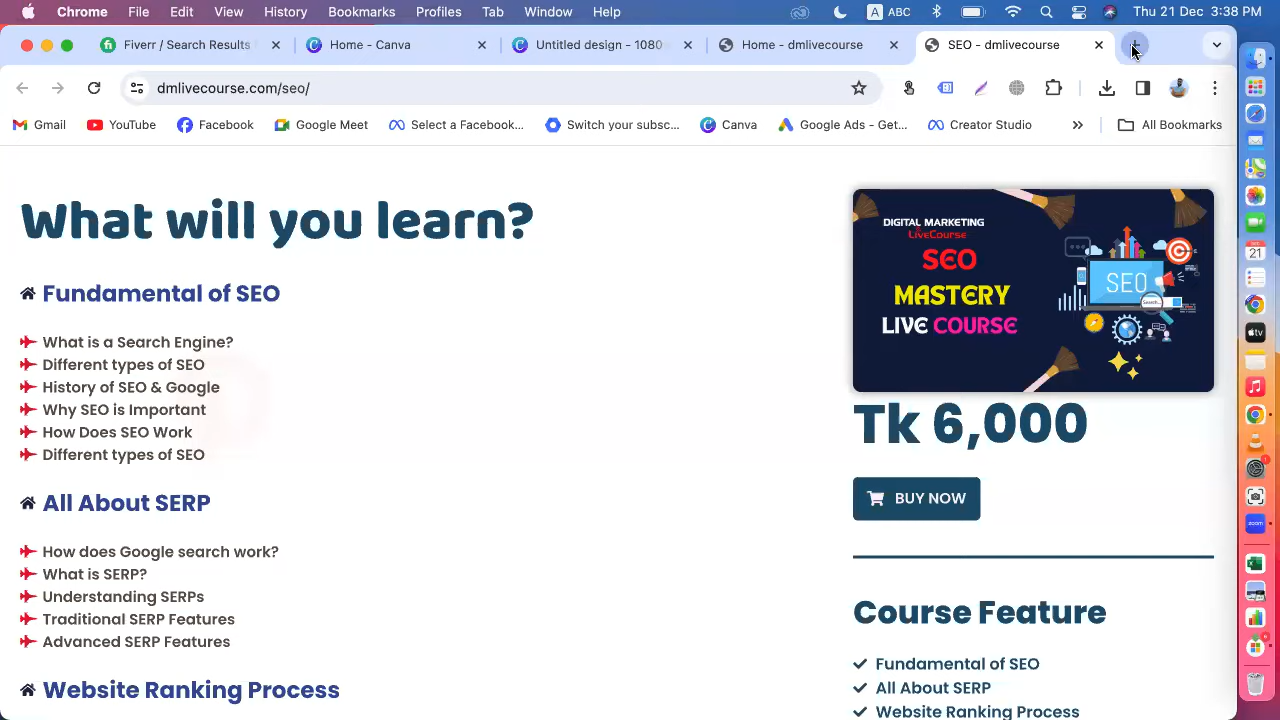 Chrome File Edit View History Bookmarks Profiles Tab Window Help
A ABC
Thu 21 Dec 3:38 PM
Fiverr / Search Results
Home - Canva
Untitled design - 1080
Home - dmlivecourse
SEO - dmlivecourse
dmlivecourse.com/seo/
Gmail
YouTube
Facebook
Google Meet
Select a Facebook...
Switch your subsc...
Canva
Google Ads - Get...
Creator Studio
All Bookmarks
What will you learn?
Fundamental of SEO
What is a Search Engine?
Different types of SEO
History of SEO & Google
Why SEO is Important
How Does SEO Work
Different types of SEO
All About SERP
How does Google search work?
What is SERP?
Understanding SERPs
Traditional SERP Features
Advanced SERP Features
Website Ranking Process
DIGITAL MARKETING
LiveCourse
SEO
MASTERY
LIVE COURSE
SEO
Search...
Tk 6,000
BUY NOW
Course Feature
Fundamental of SEO
All About SERP
Website Ranking Process
21
tv
zoom